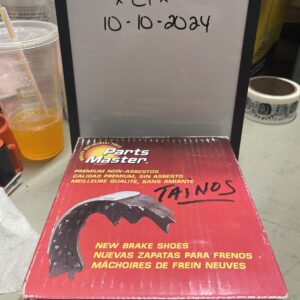 10-10-2024
Parts
Master
PREMIUM NON-ASBESTOS
CALIDAD PREMIUM, SIN ASBESTO
MEILLEURE QUALITE, SANS AMIANTE
TAINOS
NEW BRAKE SHOES
NUEVAS ZAPATAS PARA FRENOS
MÂCHOIRES DE FREIN NEUVES